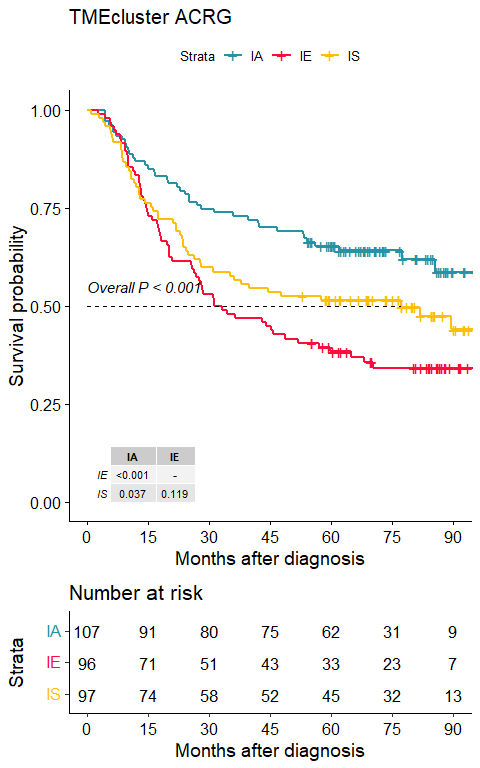 TMEcluster ACRG
Strata IA IE IS
Survival probability
1.00
0.75
0.50
0.25
0.00
Overall P < 0.001
IA IE
IE <0.001 -
IS 0.037 0.119
0 15 30 45 60 75 90
Months after diagnosis
Number at risk
Strata
IA 107 91 80 75 62 31 9
IE 96 71 51 43 33 23 7
IS 97 74 58 52 45 32 13
0 15 30 45 60 75 90
Months after diagnosis